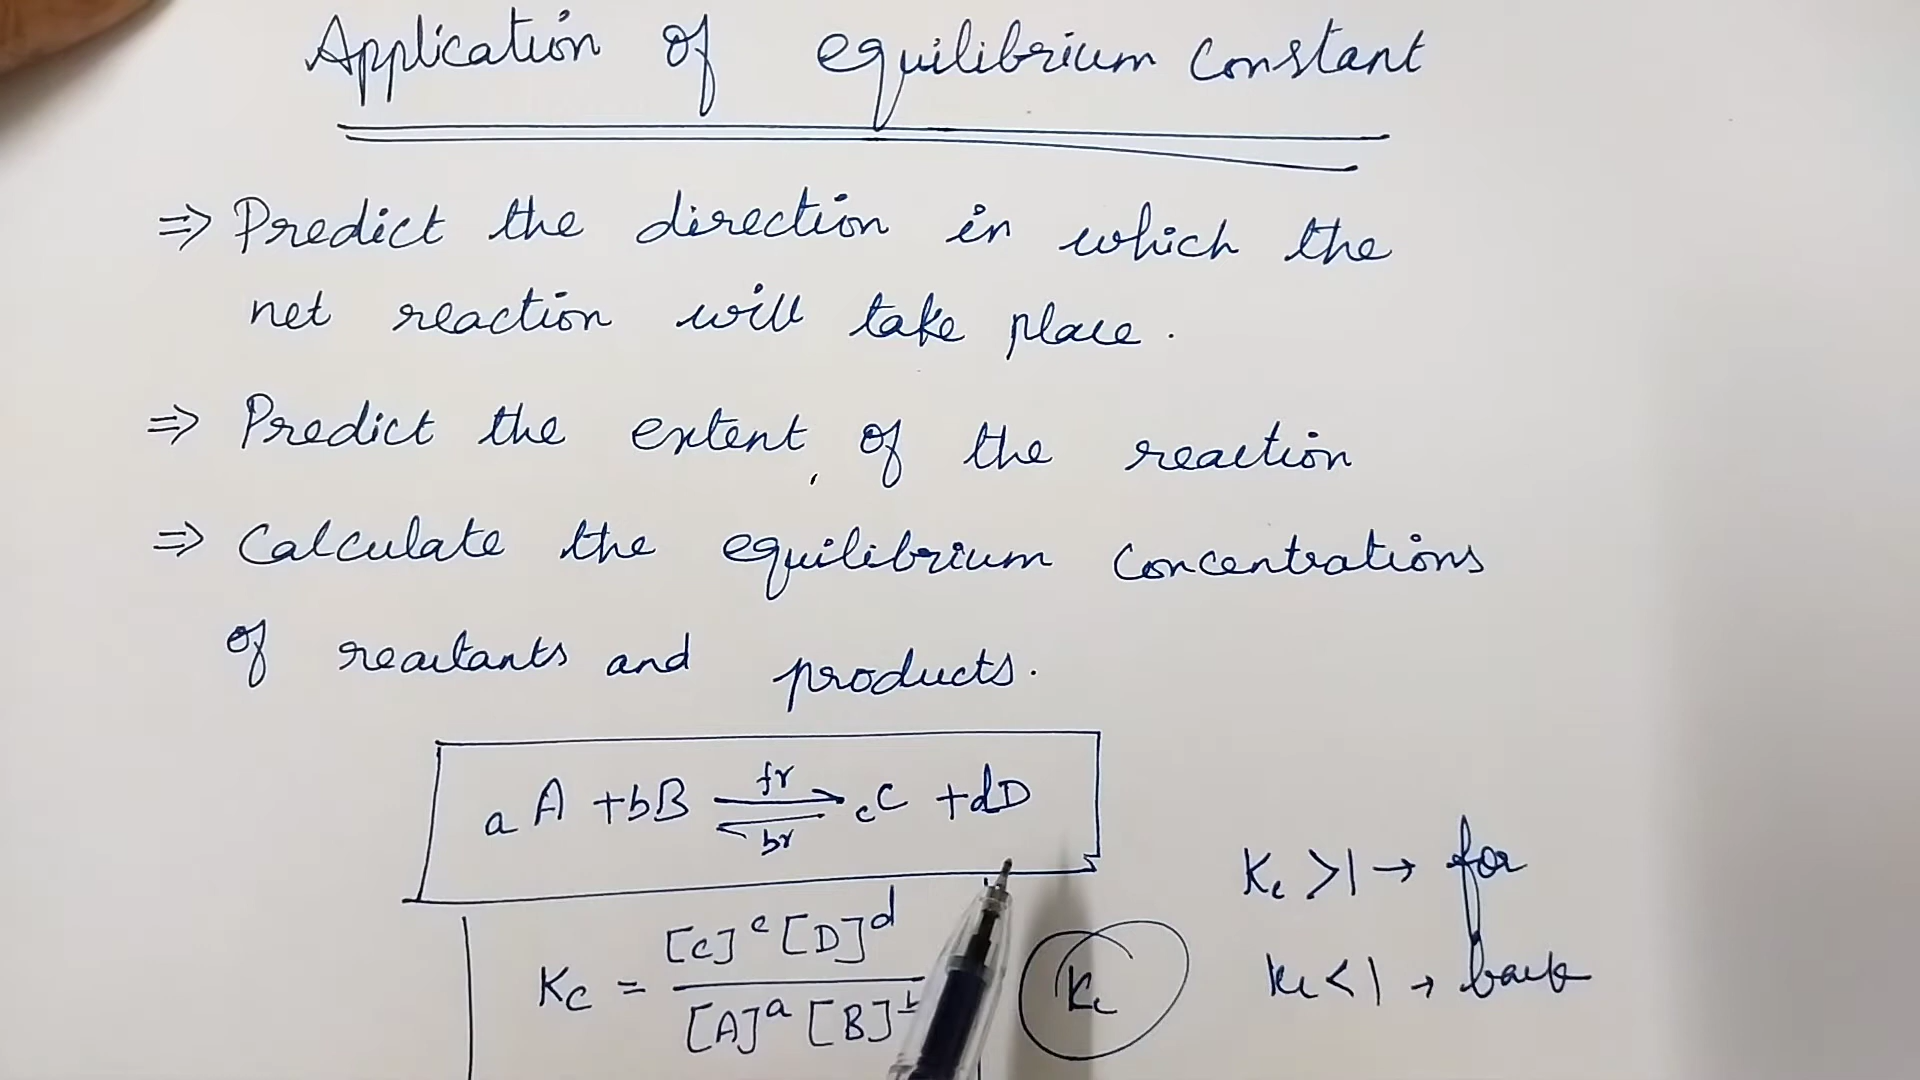 Application of equilibrium constant
⇒ Predict the direction in which the
net reaction will take place.
⇒ Predict the extent of the reaction
⇒ Calculate the equilibrium concentrations
of reactants and products.
aA + bB ⇌ cC + dD
fr
br
Kc = [C]^c [D]^d / [A]^a [B]^b
Kc
Kc > 1 → for
Kc < 1 → back